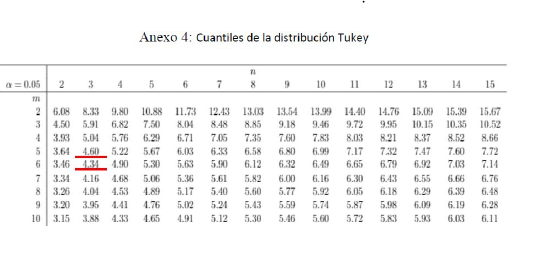 Anexo 4: Cuantiles de la distribución Tukey
n
α = 0.05 2 3 4 5 6 7 8 9 10 11 12 13 14 15
m
2 6.08 8.33 9.80 10.88 11.73 12.43 13.03 13.54 13.99 14.40 14.76 15.09 15.39 15.67
3 4.50 5.91 6.82 7.50 8.04 8.48 8.85 9.18 9.46 9.72 9.95 10.15 10.35 10.52
4 3.93 5.04 5.76 6.29 6.71 7.05 7.35 7.60 7.83 8.03 8.21 8.37 8.52 8.66
5 3.64 4.60 5.22 5.67 6.03 6.33 6.58 6.80 6.99 7.17 7.32 7.47 7.60 7.72
6 3.46 4.34 4.90 5.30 5.63 5.90 6.12 6.32 6.49 6.65 6.79 6.92 7.03 7.14
7 3.34 4.16 4.68 5.06 5.36 5.61 5.82 6.00 6.16 6.30 6.43 6.55 6.66 6.76
8 3.26 4.04 4.53 4.89 5.17 5.40 5.60 5.77 5.92 6.05 6.18 6.29 6.39 6.48
9 3.20 3.95 4.41 4.76 5.02 5.24 5.43 5.59 5.74 5.87 5.98 6.09 6.19 6.28
10 3.15 3.88 4.33 4.65 4.91 5.12 5.30 5.46 5.60 5.72 5.83 5.93 6.03 6.11